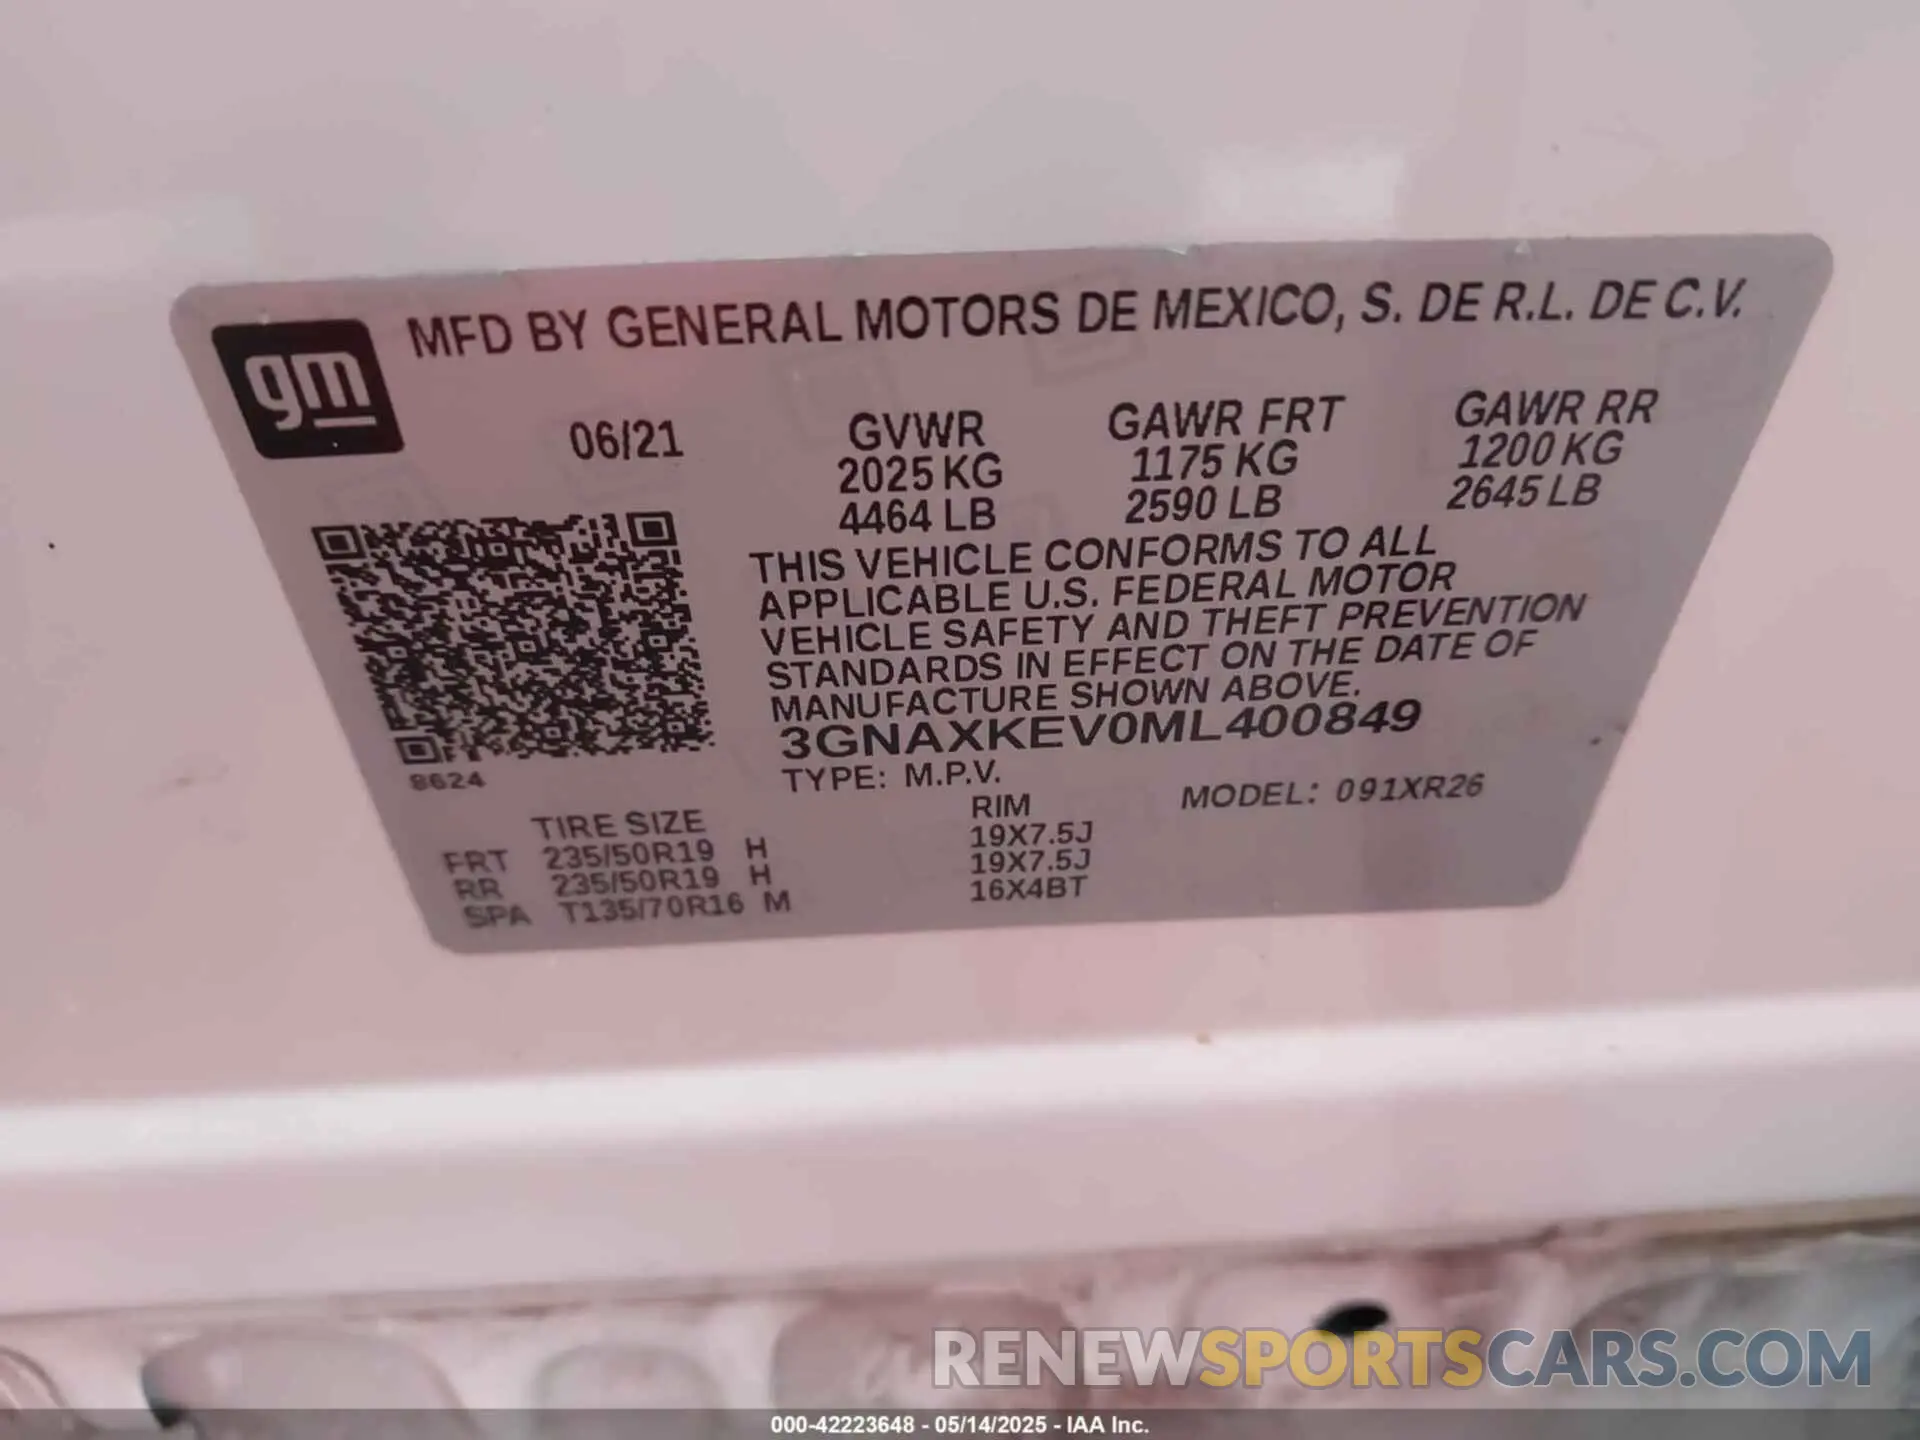 gm
MFD BY GENERAL MOTORS DE MEXICO, S. DE R.L. DE C.V.
06/21 GVWR GAWR FRT GAWR RR
2025 KG 1175 KG 1200 KG
4464 LB 2590 LB 2645 LB
THIS VEHICLE CONFORMS TO ALL
APPLICABLE U.S. FEDERAL MOTOR
VEHICLE SAFETY AND THEFT PREVENTION
STANDARDS IN EFFECT ON THE DATE OF
MANUFACTURE SHOWN ABOVE.
3GNAXKEV0ML400849
8624 TYPE: M.P.V. MODEL: 091XR26
TIRE SIZE RIM
FRT 235/50R19 H 19X7.5J
RR 235/50R19 H 19X7.5J
SPA T135/70R16 M 16X4BT
RENEWSPORTSCARS.COM
000-42223648 - 05/14/2025 - IAA Inc.